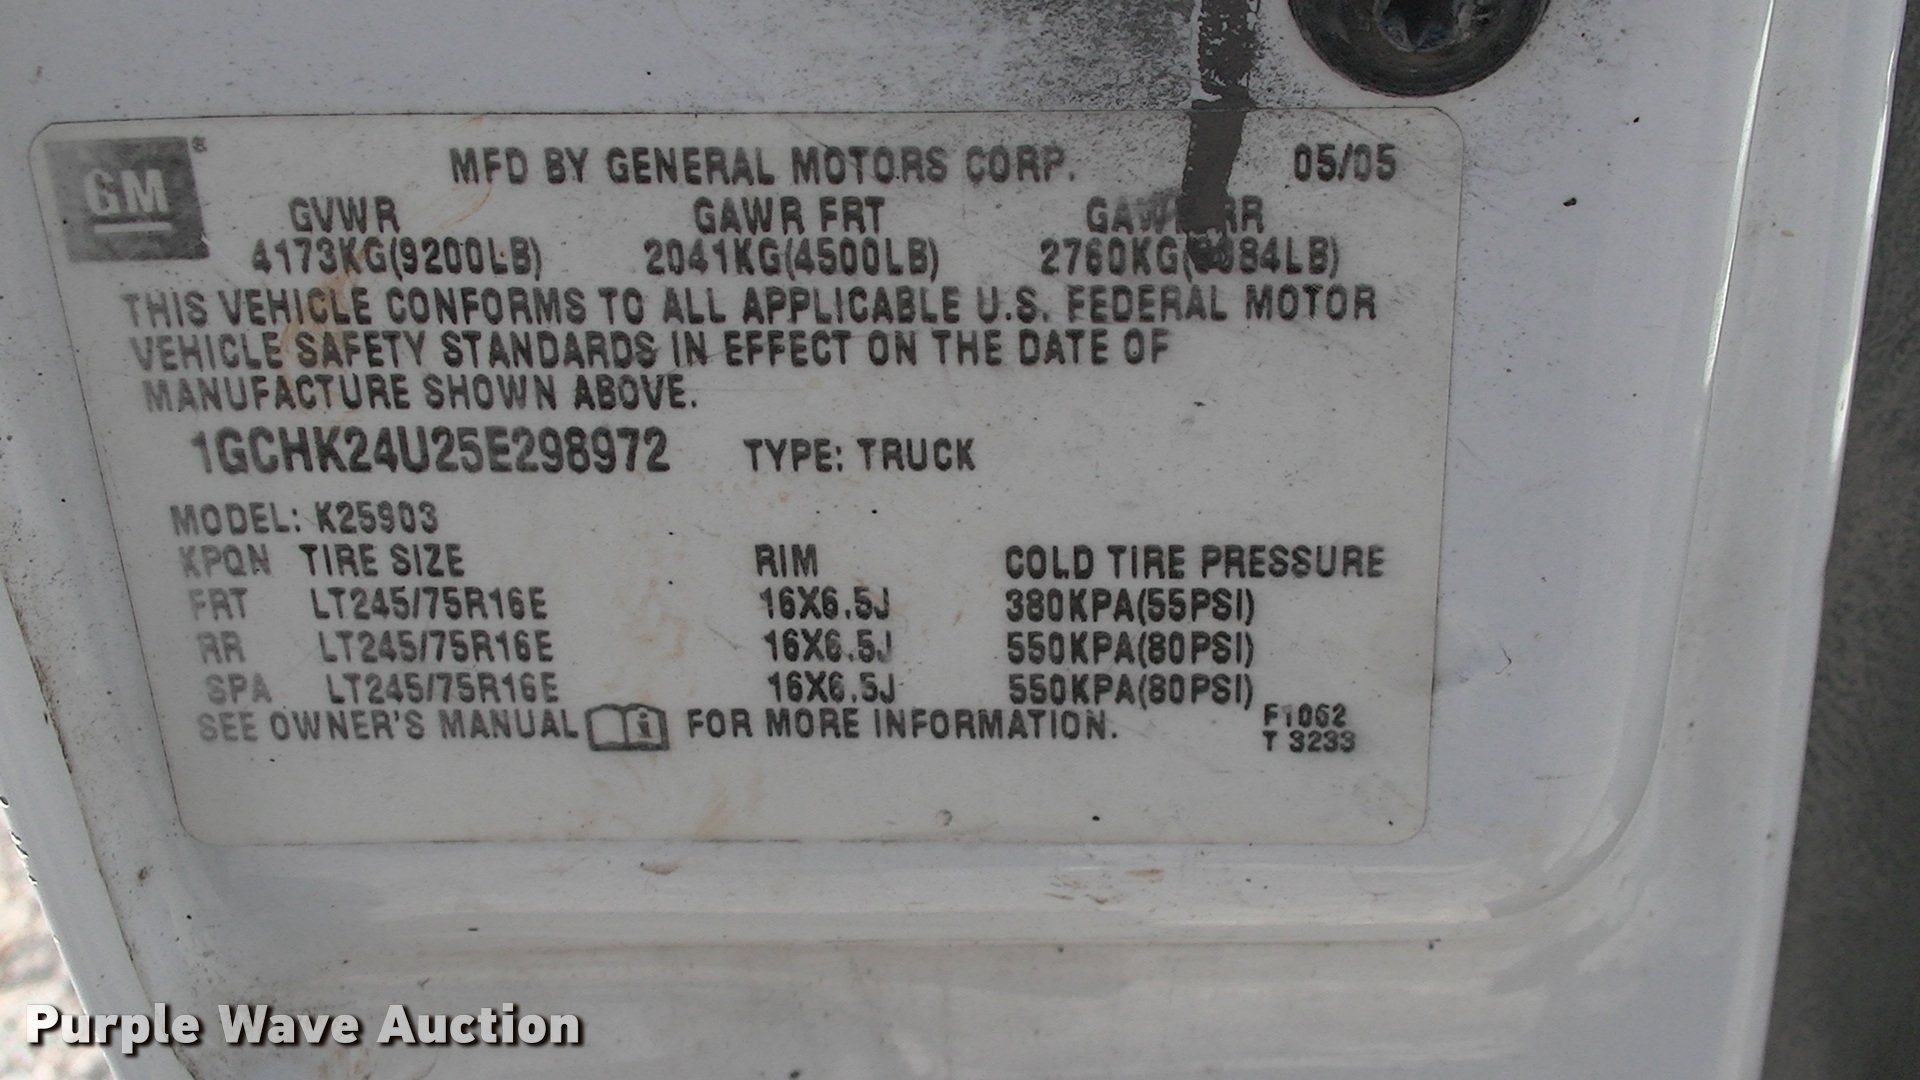 GM ® MFD BY GENERAL MOTORS CORP. 05/05
GVWR GAWR FRT GAWR RR
4173KG(9200LB) 2041KG(4500LB) 2760KG(6084LB)
THIS VEHICLE CONFORMS TO ALL APPLICABLE U.S. FEDERAL MOTOR
VEHICLE SAFETY STANDARDS IN EFFECT ON THE DATE OF
MANUFACTURE SHOWN ABOVE.
1GCHK24U25E298972 TYPE: TRUCK
MODEL: K25903
KPQN TIRE SIZE RIM COLD TIRE PRESSURE
FRT LT245/75R16E 16X6.5J 380KPA(55PSI)
RR LT245/75R16E 16X6.5J 550KPA(80PSI)
SPA LT245/75R16E 16X6.5J 550KPA(80PSI)
SEE OWNER'S MANUAL i FOR MORE INFORMATION.
F1062
T 3233
Purple Wave Auction